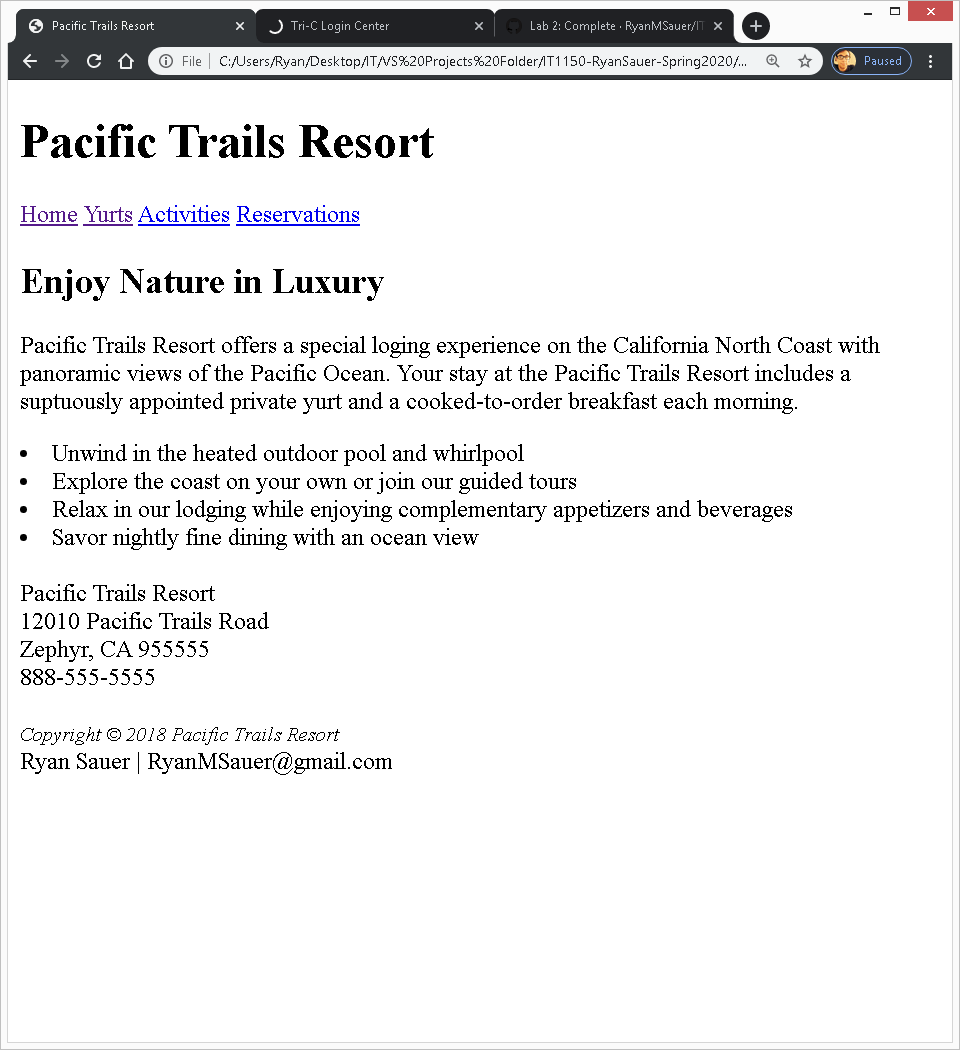 Pacific Trails Resort
Tri-C Login Center
Lab 2: Complete · RyanMSauer/IT
File
C:/Users/Ryan/Desktop/IT/VS%20Projects%20Folder/IT1150-RyanSauer-Spring2020/...
Paused
Pacific Trails Resort
Home Yurts Activities Reservations
Enjoy Nature in Luxury
Pacific Trails Resort offers a special loging experience on the California North Coast with
panoramic views of the Pacific Ocean. Your stay at the Pacific Trails Resort includes a
suptuously appointed private yurt and a cooked-to-order breakfast each morning.
• Unwind in the heated outdoor pool and whirlpool
• Explore the coast on your own or join our guided tours
• Relax in our lodging while enjoying complementary appetizers and beverages
• Savor nightly fine dining with an ocean view
Pacific Trails Resort
12010 Pacific Trails Road
Zephyr, CA 955555
888-555-5555
Copyright © 2018 Pacific Trails Resort
Ryan Sauer | RyanMSauer@gmail.com